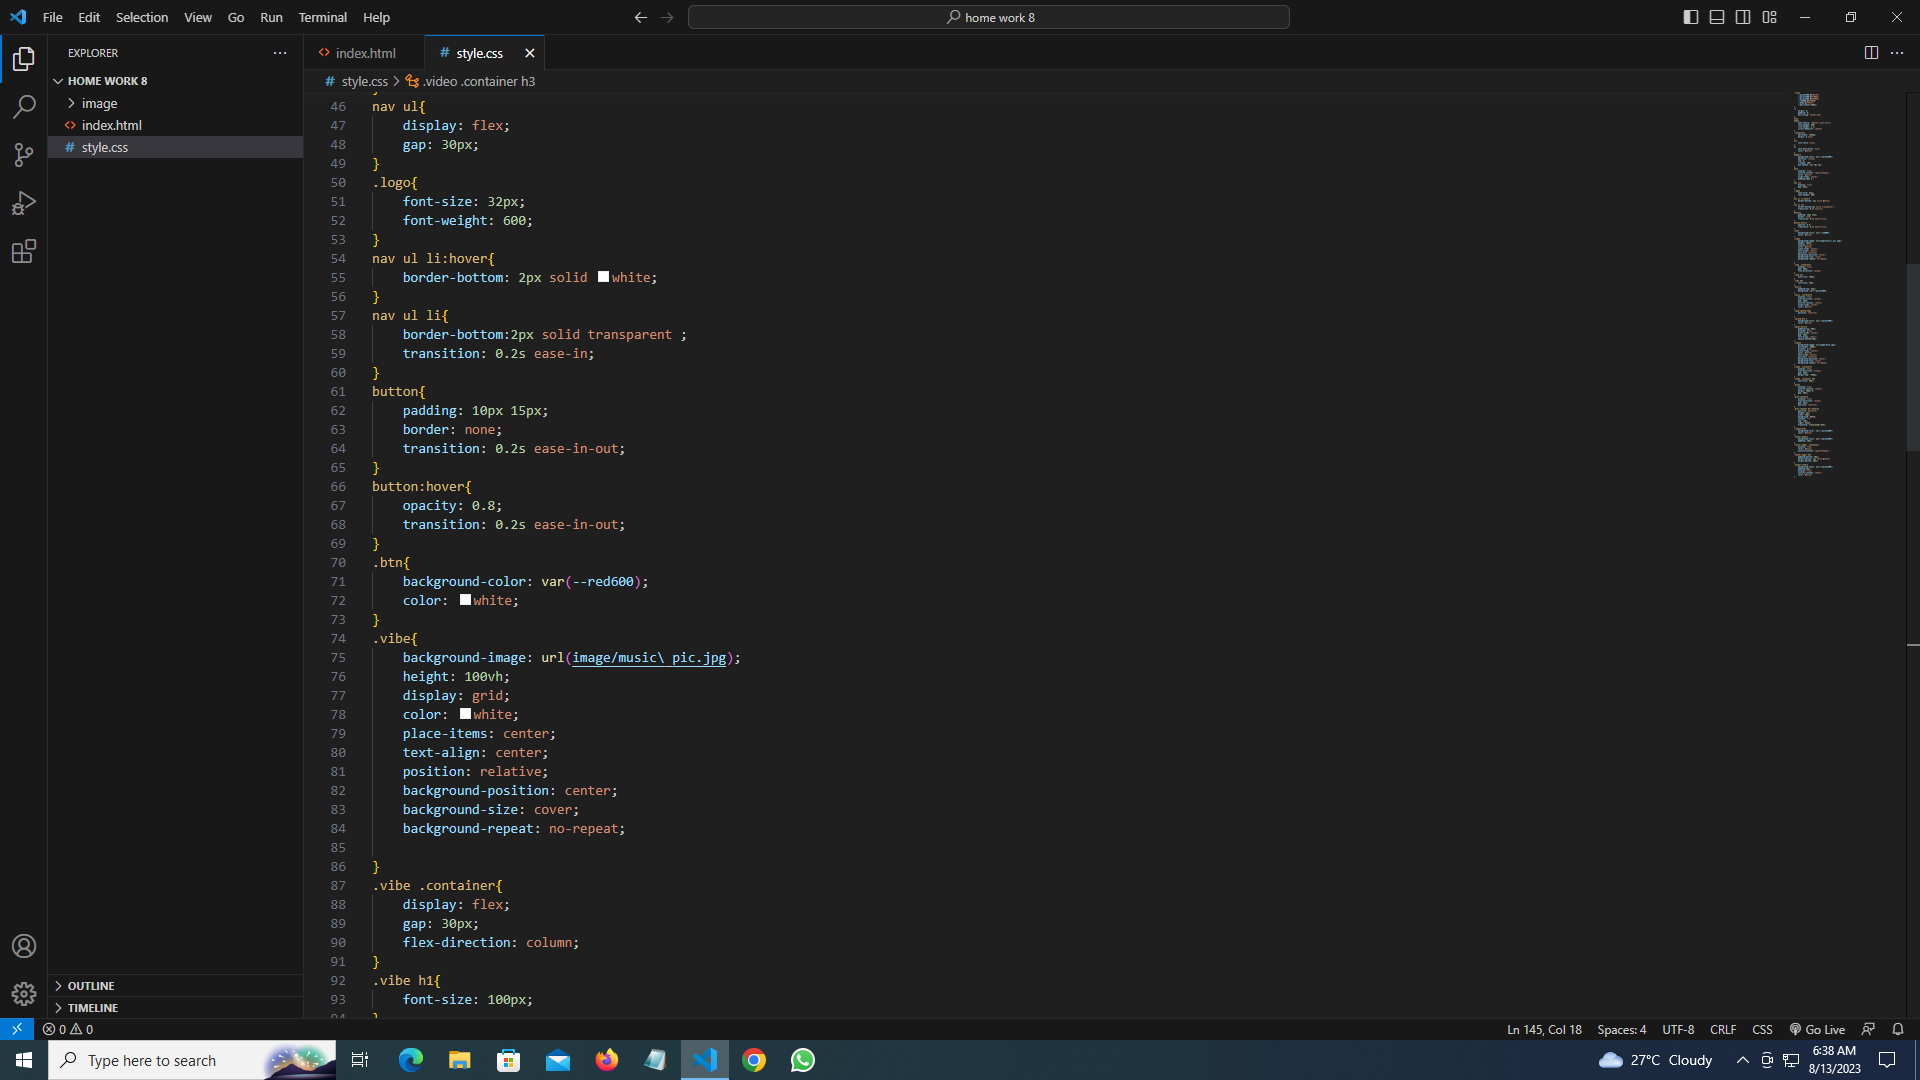 File Edit Selection View Go Run Terminal Help
home work 8
EXPLORER
HOME WORK 8
image
index.html
style.css
OUTLINE
TIMELINE
index.html
# style.css
# style.css > .video .container h3
46 nav ul{
47 display: flex;
48 gap: 30px;
49 }
50 .logo{
51 font-size: 32px;
52 font-weight: 600;
53 }
54 nav ul li:hover{
55 border-bottom: 2px solid white;
56 }
57 nav ul li{
58 border-bottom:2px solid transparent ;
59 transition: 0.2s ease-in;
60 }
61 button{
62 padding: 10px 15px;
63 border: none;
64 transition: 0.2s ease-in-out;
65 }
66 button:hover{
67 opacity: 0.8;
68 transition: 0.2s ease-in-out;
69 }
70 .btn{
71 background-color: var(--red600);
72 color: white;
73 }
74 .vibe{
75 background-image: url(image/music\ pic.jpg);
76 height: 100vh;
77 display: grid;
78 color: white;
79 place-items: center;
80 text-align: center;
81 position: relative;
82 background-position: center;
83 background-size: cover;
84 background-repeat: no-repeat;
85
86 }
87 .vibe .container{
88 display: flex;
89 gap: 30px;
90 flex-direction: column;
91 }
92 .vibe h1{
93 font-size: 100px;
94 }
0 0
Ln 145, Col 18 Spaces: 4 UTF-8 CRLF CSS Go Live
Type here to search
27°C Cloudy
6:38 AM
8/13/2023